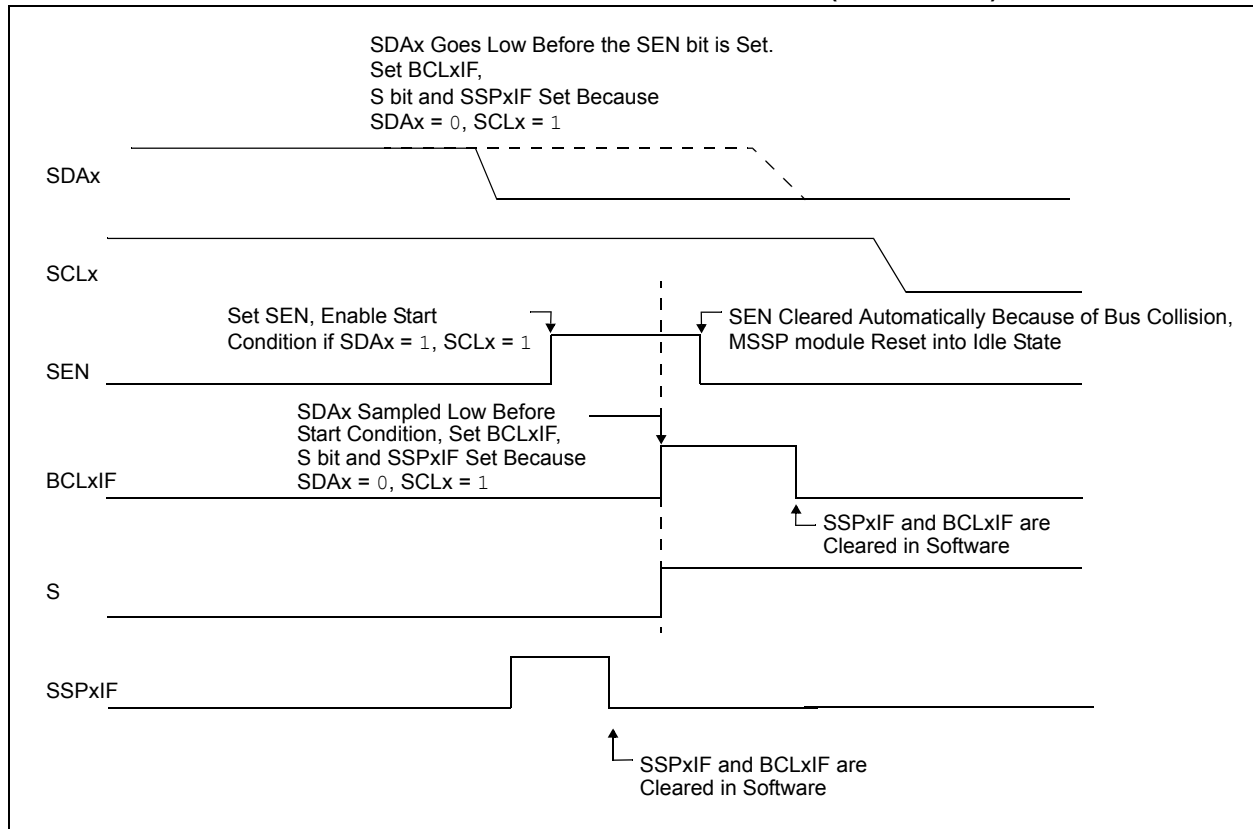 SDAx Goes Low Before the SEN bit is Set.
Set BCLxIF,
S bit and SSPxIF Set Because
SDAx = 0, SCLx = 1
SDAx
SCLx
Set SEN, Enable Start
Condition if SDAx = 1, SCLx = 1
SEN Cleared Automatically Because of Bus Collision,
MSSP module Reset into Idle State
SEN
SDAx Sampled Low Before
Start Condition, Set BCLxIF,
S bit and SSPxIF Set Because
SDAx = 0, SCLx = 1
BCLxIF
SSPxIF and BCLxIF are
Cleared in Software
S
SSPxIF
SSPxIF and BCLxIF are
Cleared in Software